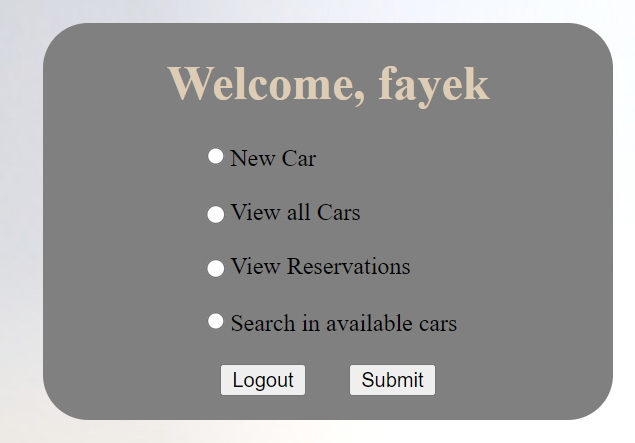 Welcome, fayek
New Car
View all Cars
View Reservations
Search in available cars
Logout Submit